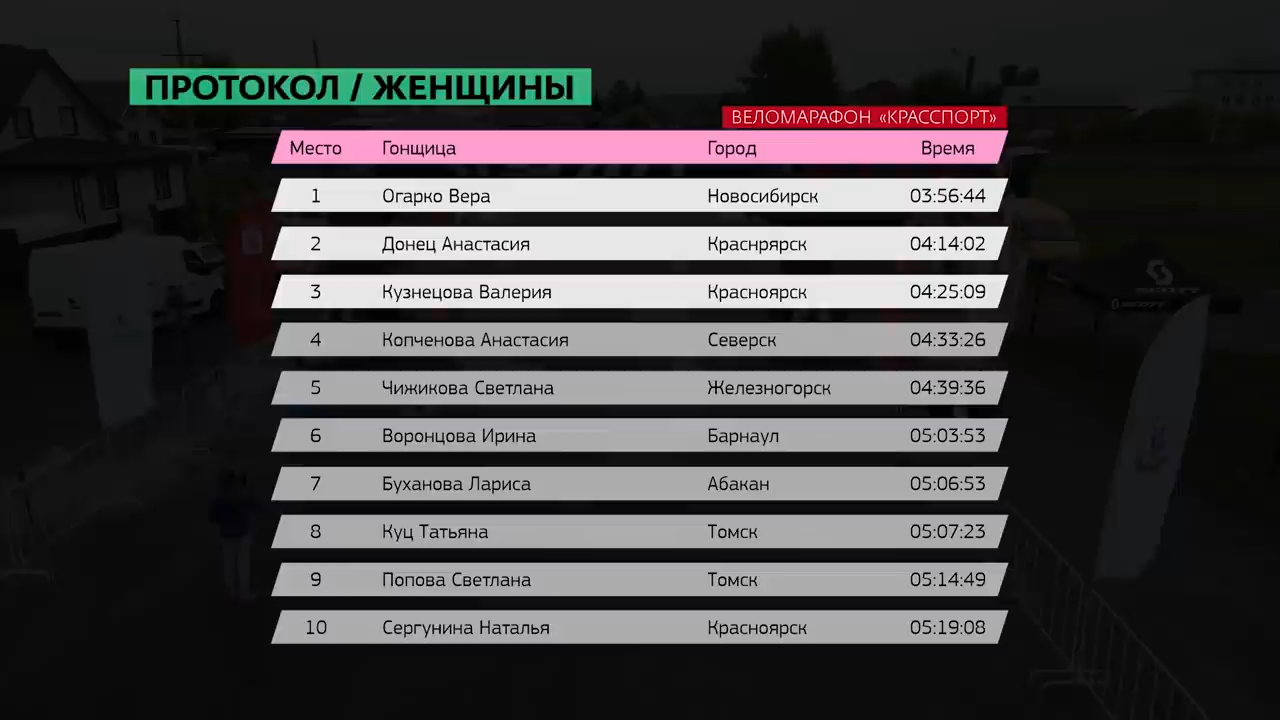 ПРОТОКОЛ / ЖЕНЩИНЫ
ВЕЛОМАРАФОН «КРАССПОРТ»
Место Гонщица Город Время
1 Огарко Вера Новосибирск 03:56:44
2 Донец Анастасия Краснрярск 04:14:02
3 Кузнецова Валерия Красноярск 04:25:09
4 Копченова Анастасия Северск 04:33:26
5 Чижикова Светлана Железногорск 04:39:36
6 Воронцова Ирина Барнаул 05:03:53
7 Буханова Лариса Абакан 05:06:53
8 Куц Татьяна Томск 05:07:23
9 Попова Светлана Томск 05:14:49
10 Сергунина Наталья Красноярск 05:19:08
SCOTT